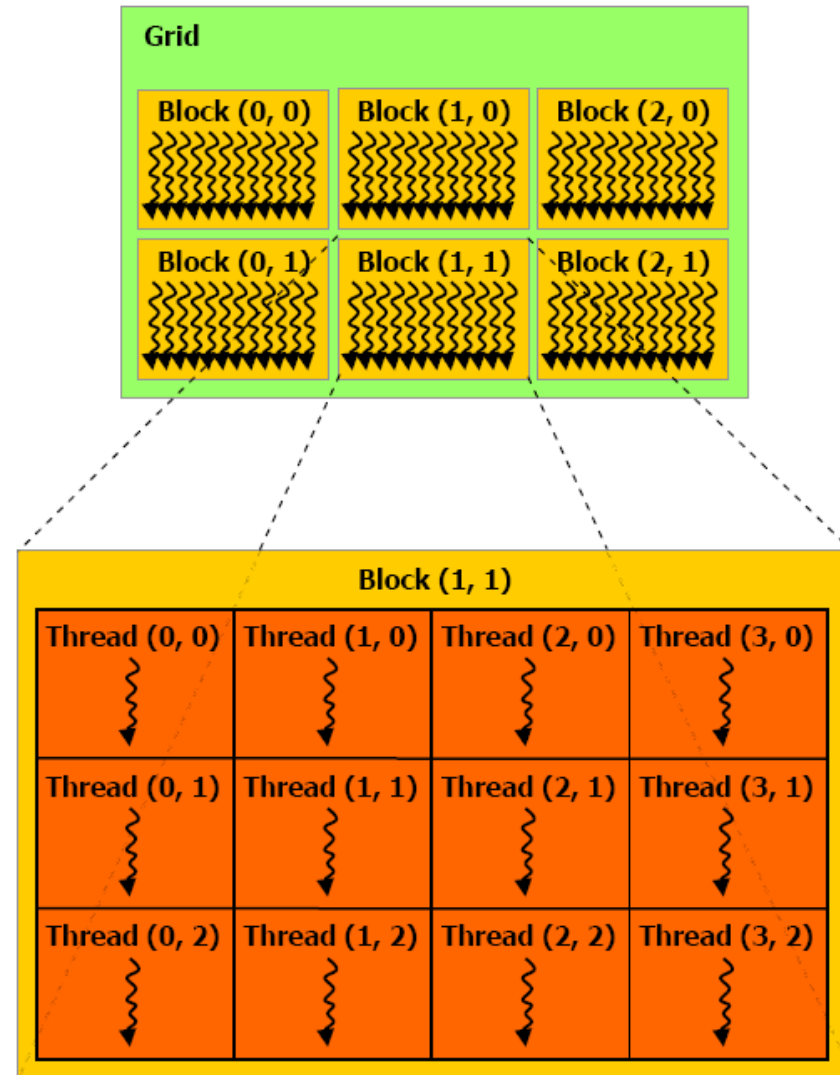 Grid
Block (0, 0) Block (1, 0) Block (2, 0)
Block (0, 1) Block (1, 1) Block (2, 1)
Block (1, 1)
Thread (0, 0) Thread (1, 0) Thread (2, 0) Thread (3, 0)
Thread (0, 1) Thread (1, 1) Thread (2, 1) Thread (3, 1)
Thread (0, 2) Thread (1, 2) Thread (2, 2) Thread (3, 2)